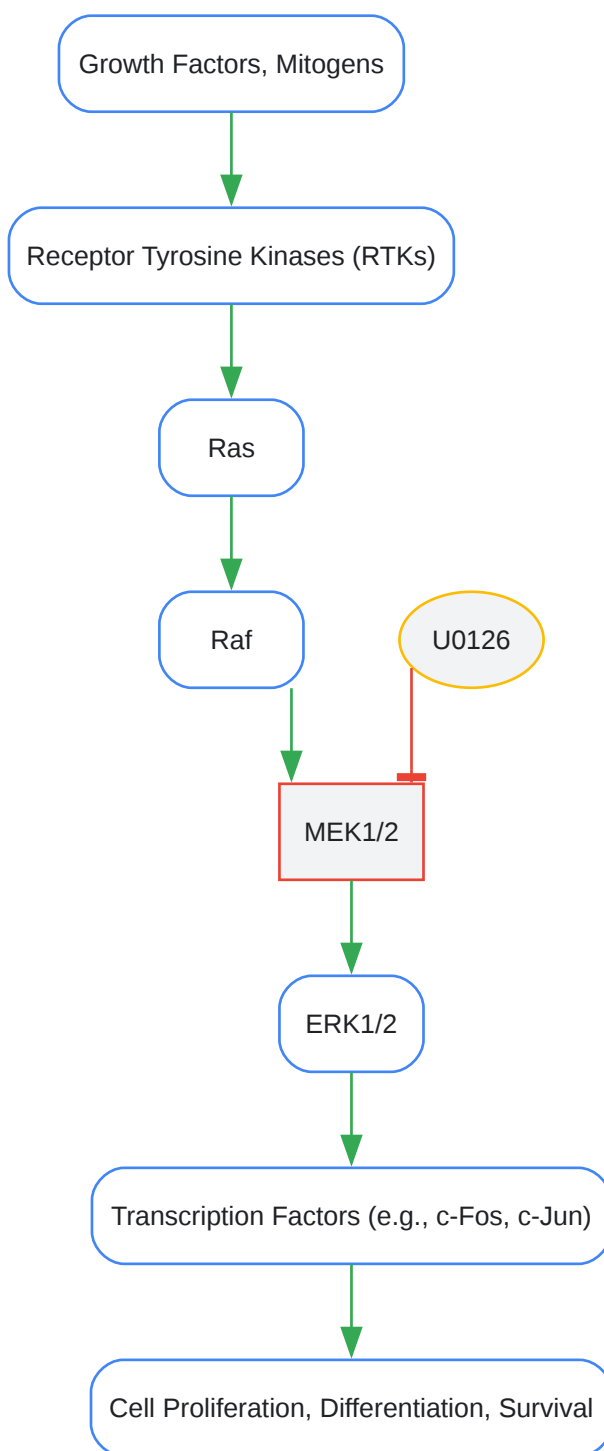 Growth Factors, Mitogens
Receptor Tyrosine Kinases (RTKs)
Ras
Raf
U0126
MEK1/2
ERK1/2
Transcription Factors (e.g., c-Fos, c-Jun)
Cell Proliferation, Differentiation, Survival